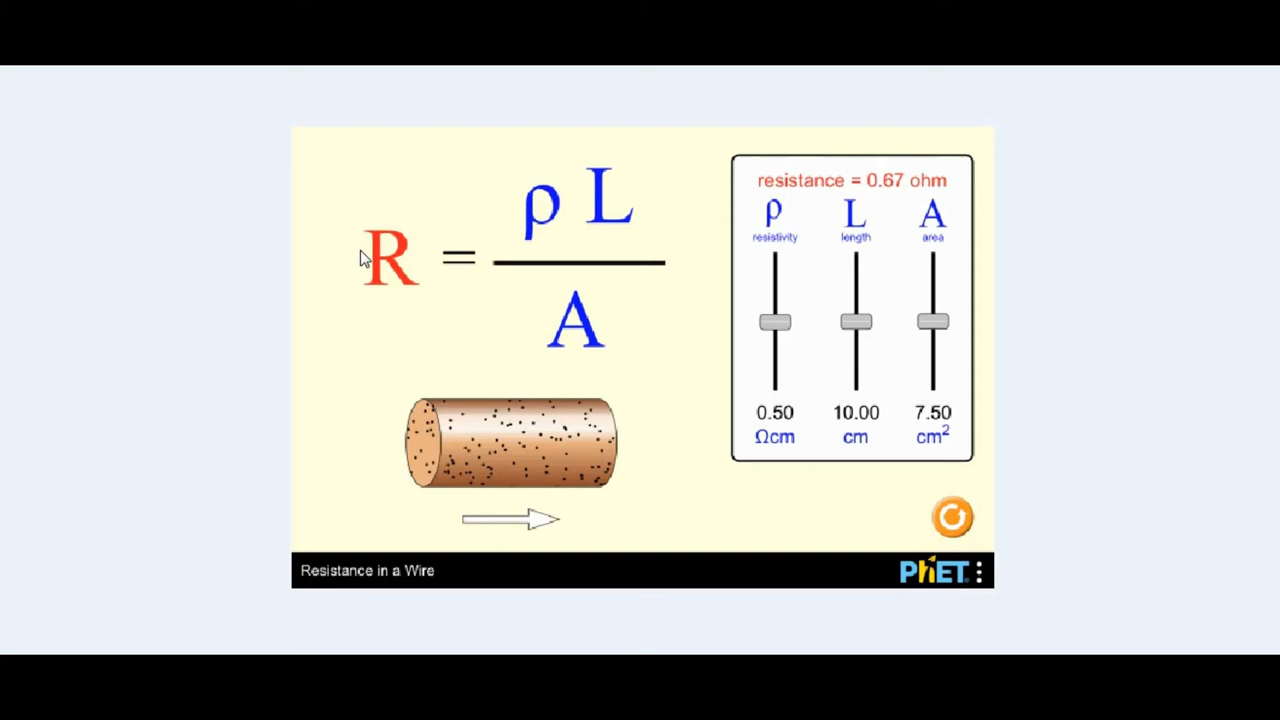 R = ρ L
A
resistance = 0.67 ohm
ρ L A
resistivity length area
0.50 10.00 7.50
Ωcm cm cm²
Resistance in a Wire
PhET